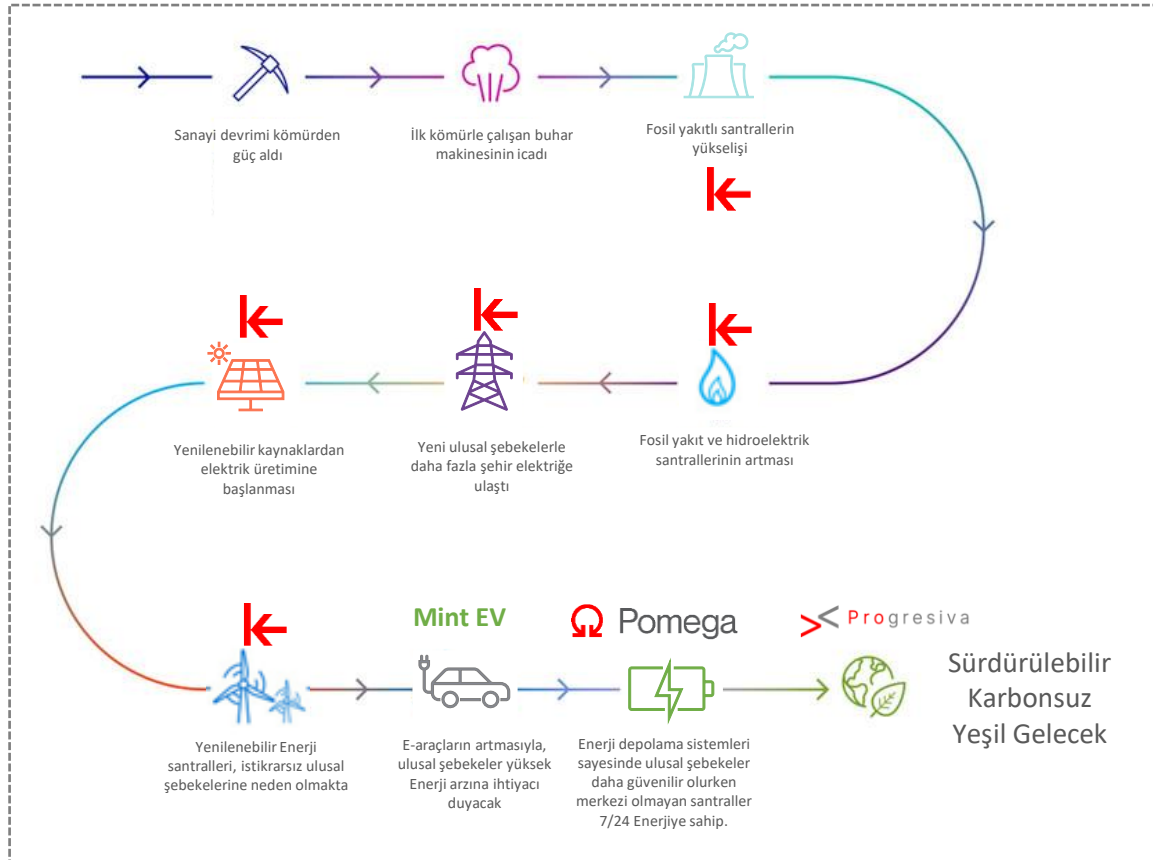 Sanayi devrimi kömürden
güç aldı
İlk kömürle çalışan buhar
makinesinin icadı
Fosil yakıtlı santrallerin
yükselişi
Fosil yakıt ve hidroelektrik
santrallerinin artması
Yeni ulusal şebekelerle
daha fazla şehir elektriğe
ulaştı
Yenilenebilir kaynaklardan
elektrik üretimine
başlanması
Yenilenebilir Enerji
santralleri, istikrarsız ulusal
şebekelerine neden olmakta
Mint EV
E-araçların artmasıyla,
ulusal şebekeler yüksek
Enerji arzına ihtiyacı
duyacak
Pomega
Enerji depolama sistemleri
sayesinde ulusal şebekeler
daha güvenilir olurken
merkezi olmayan santraller
7/24 Enerjiye sahip.
Progresiva
Sürdürülebilir
Karbonsuz
Yeşil Gelecek